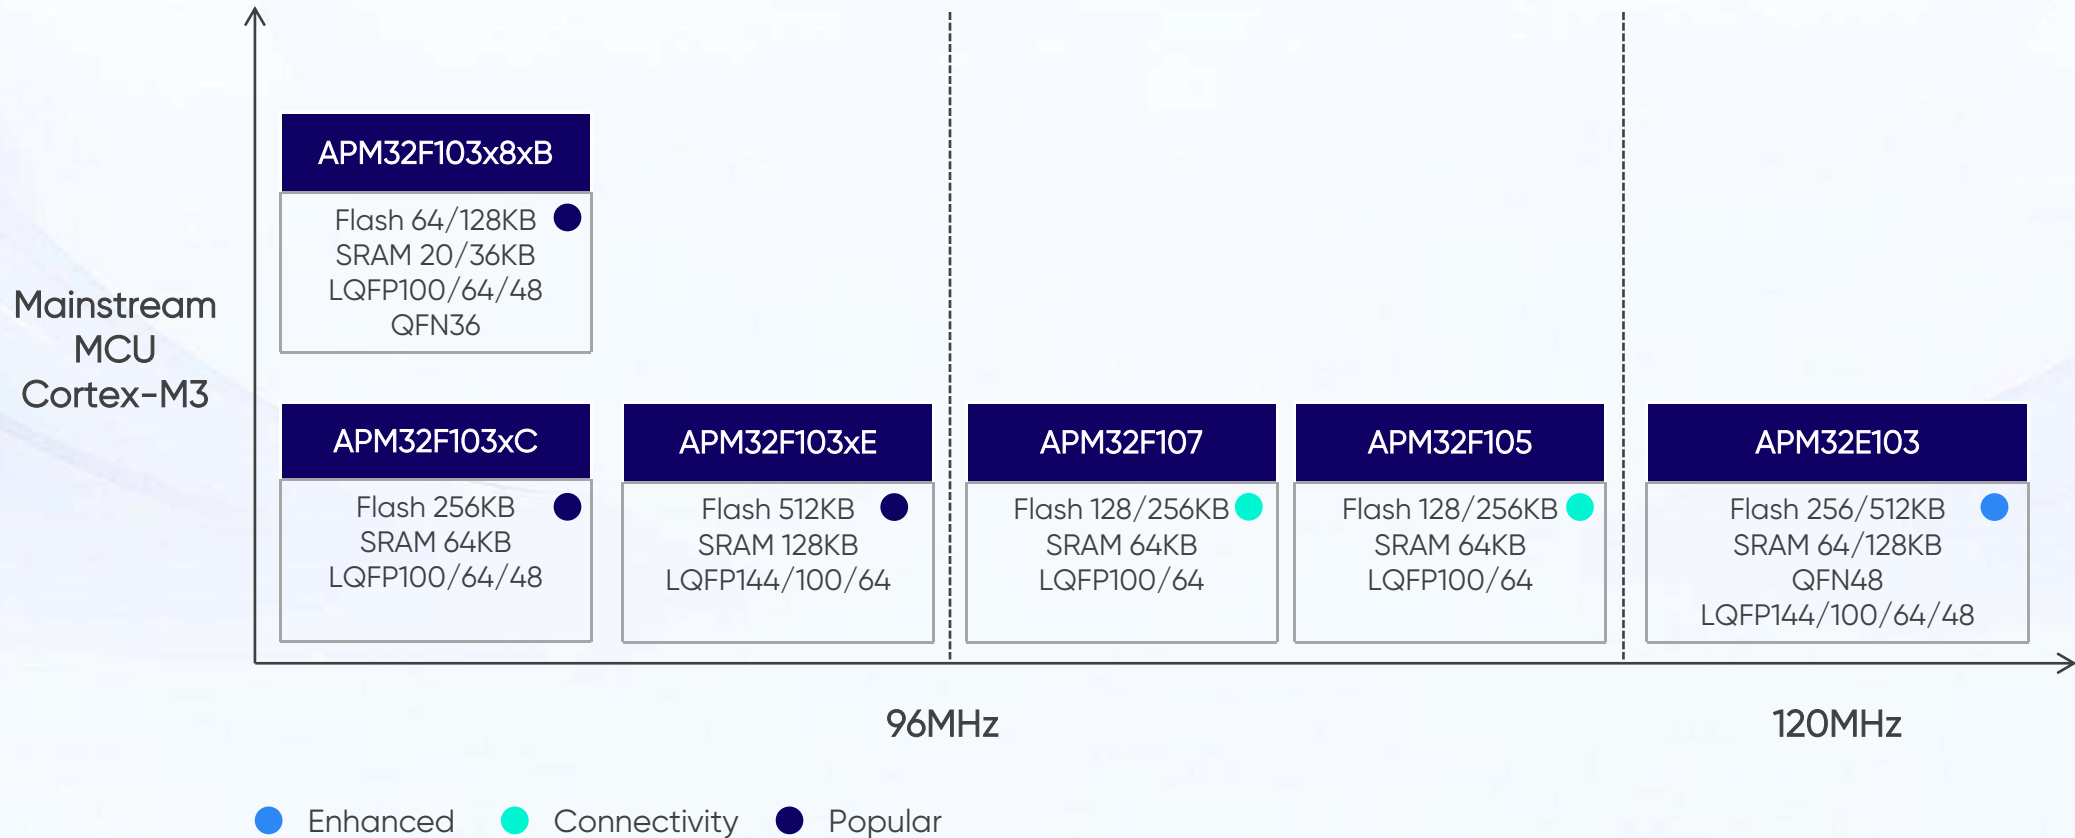 Mainstream
MCU
Cortex-M3
APM32F103x8xB
Flash 64/128KB
SRAM 20/36KB
LQFP100/64/48
QFN36
APM32F103xC
Flash 256KB
SRAM 64KB
LQFP100/64/48
APM32F103xE
Flash 512KB
SRAM 128KB
LQFP144/100/64
APM32F107
Flash 128/256KB
SRAM 64KB
LQFP100/64
APM32F105
Flash 128/256KB
SRAM 64KB
LQFP100/64
APM32E103
Flash 256/512KB
SRAM 64/128KB
QFN48
LQFP144/100/64/48
96MHz
120MHz
Enhanced
Connectivity
Popular